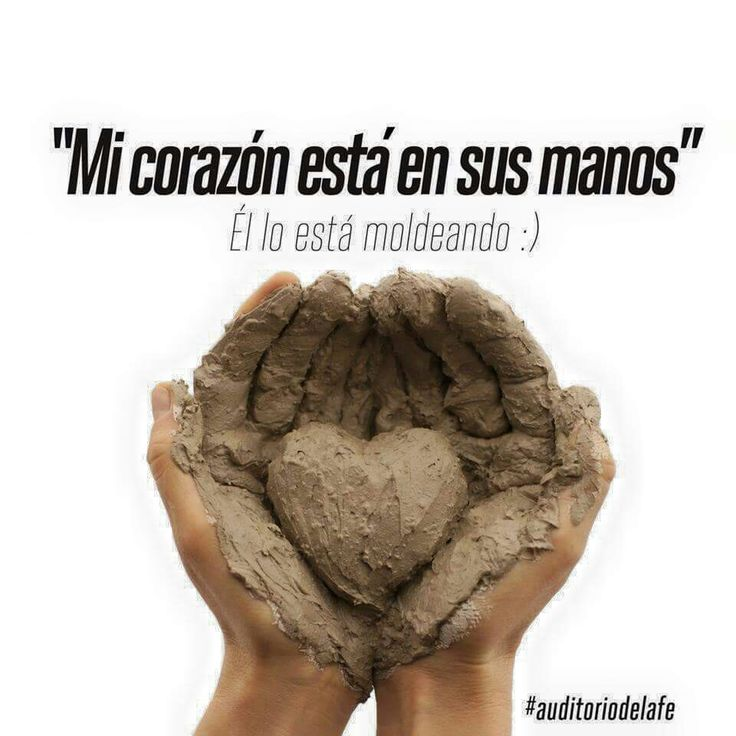 "Mi corazón está en sus manos"
Él lo está moldeando :)
#auditoriodelafe